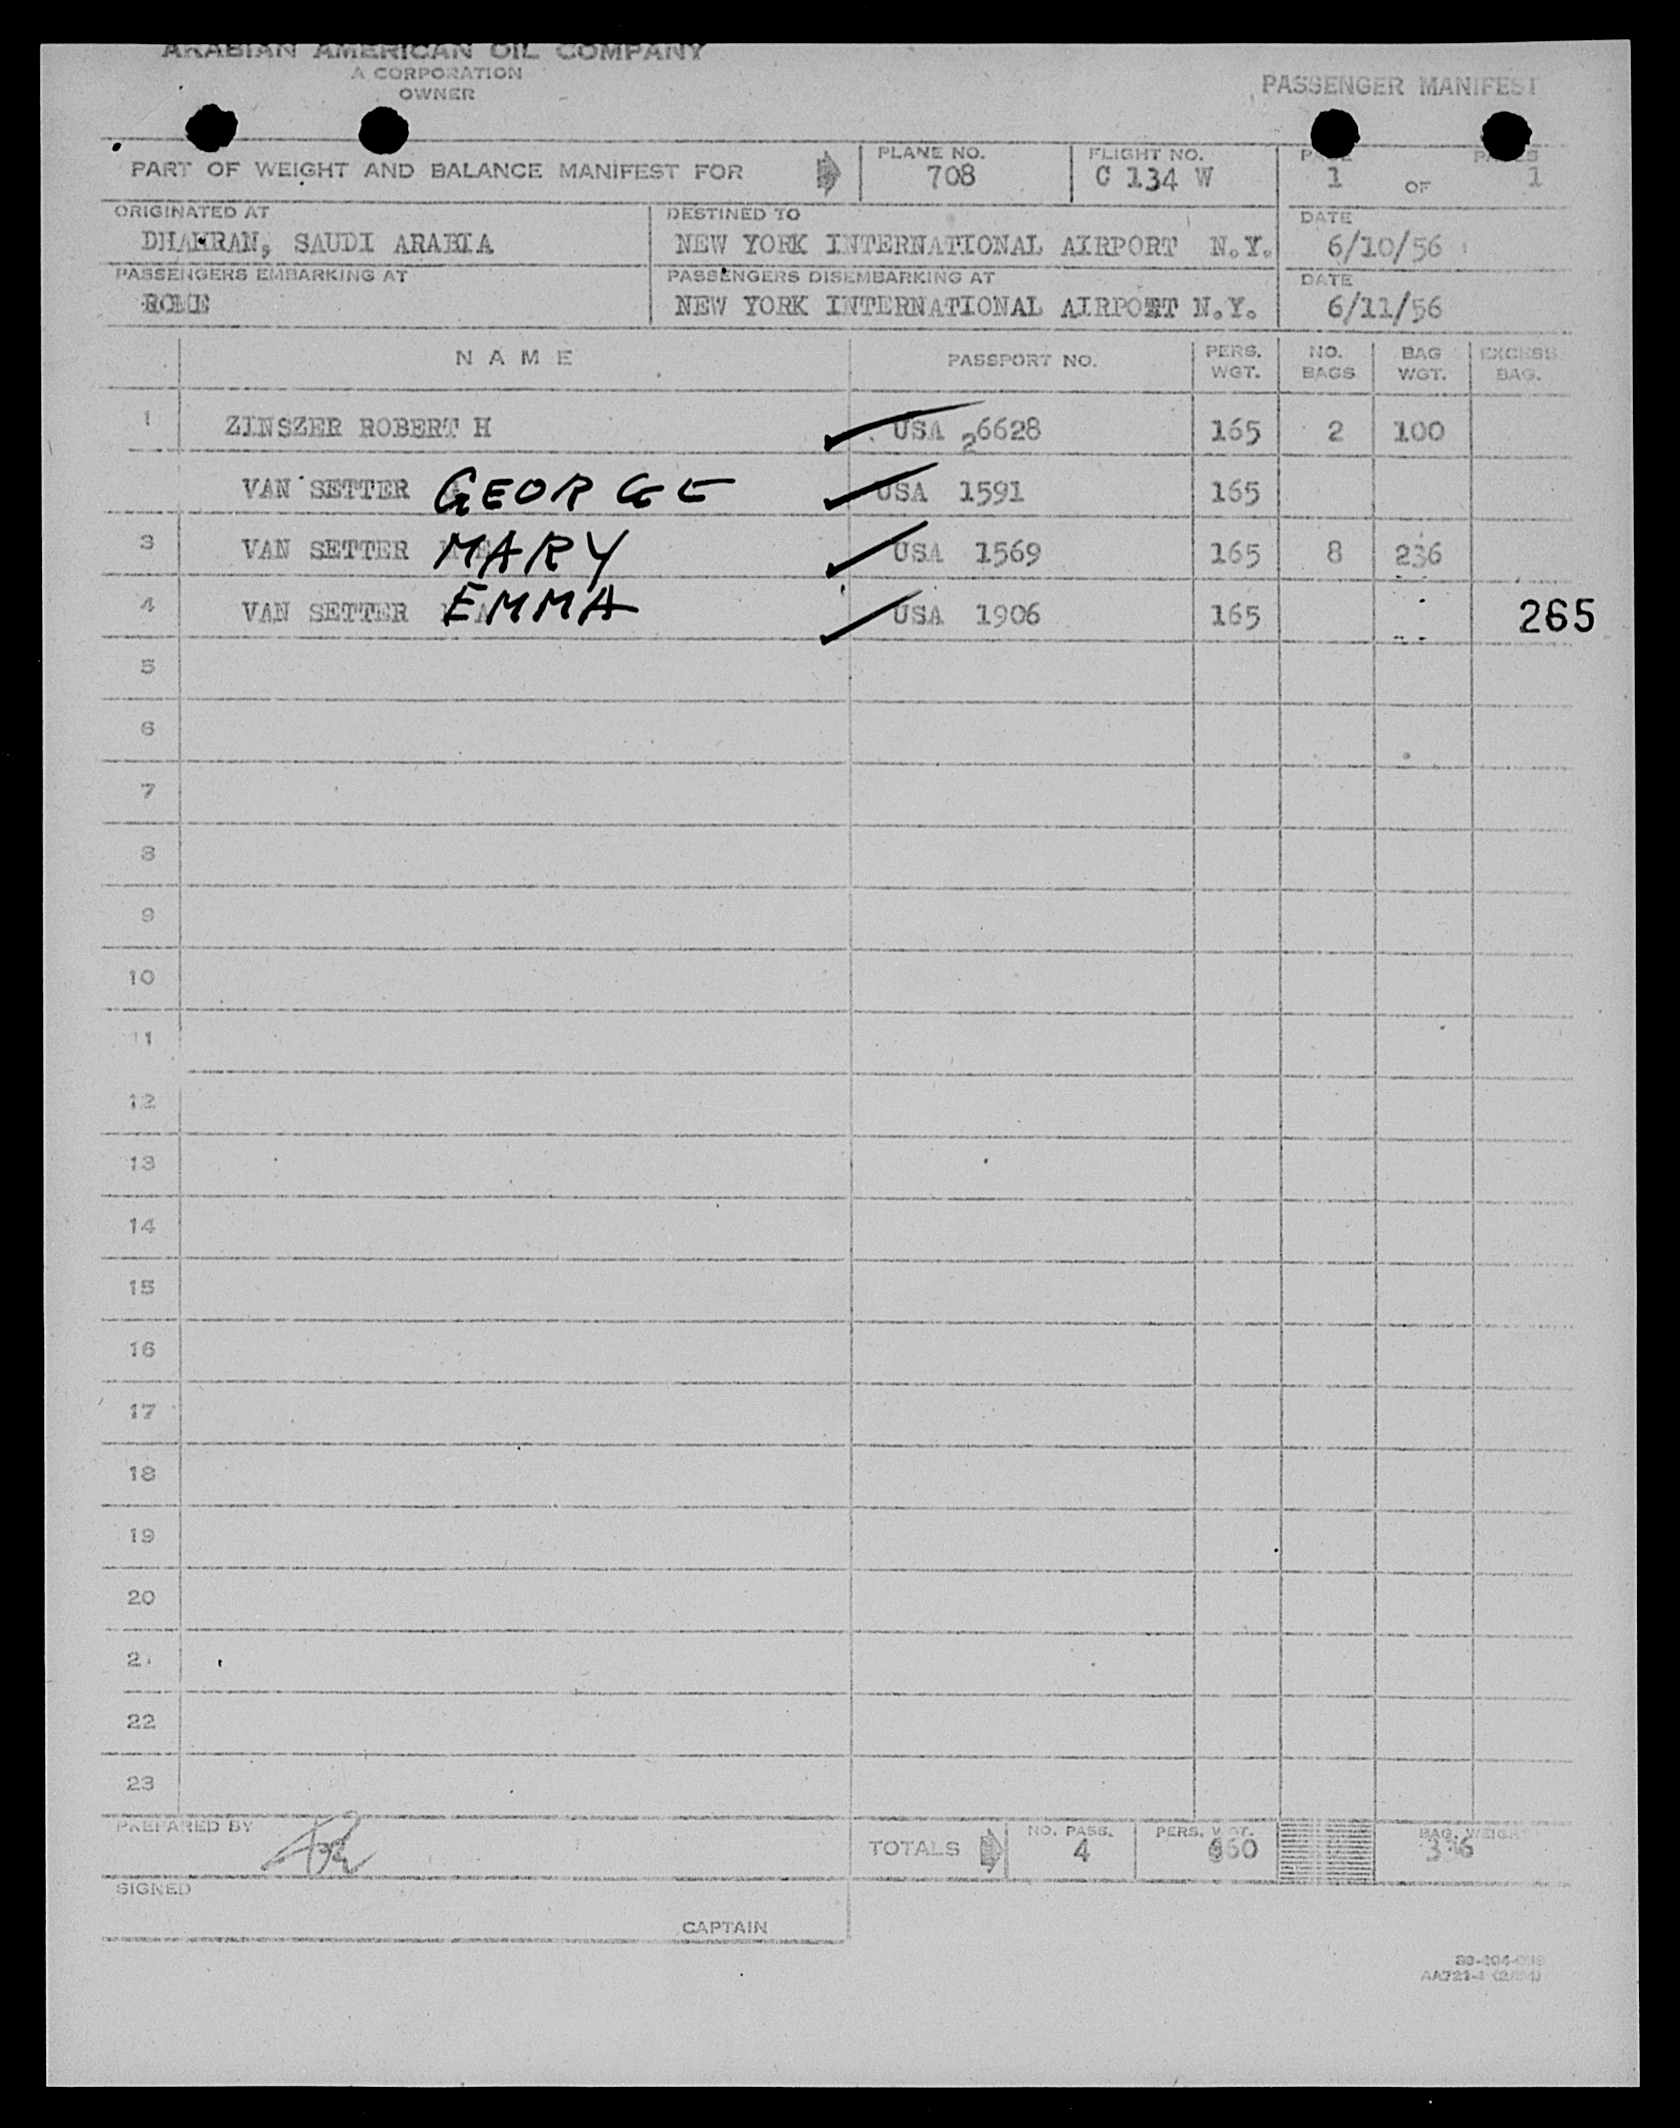 ARABIAN AMERICAN OIL COMPANY
A CORPORATION
OWNER
PASSENGER MANIFEST
PART OF WEIGHT AND BALANCE MANIFEST FOR
PLANE NO.
708
FLIGHT NO.
C 134 W
1 OF 1
ORIGINATED AT
DHAHRAN, SAUDI ARABIA
DESTINED TO
NEW YORK INTERNATIONAL AIRPORT N.Y.
DATE
6/10/56
PASSENGERS EMBARKING AT
ROME
PASSENGERS DISEMBARKING AT
NEW YORK INTERNATIONAL AIRPORT N.Y.
DATE
6/11/56
NAME PASSPORT NO. PERS. WGT. NO. BAGS BAG WGT. EXCESS BAG.
1 ZINSZER ROBERT H USA 26628 165 2 100
VAN SETTER GEORGE USA 1591 165
3 VAN SETTER MARY USA 1569 165 8 236
4 VAN SETTER EMMA USA 1906 165 265
5
6
7
8
9
10
11
12
13
14
15
16
17
18
19
20
22
23
PREPARED BY
TOTALS
NO. PASS.
4
PERS. WGT.
660
BAG. WEIGHT
336
SIGNED
CAPTAIN